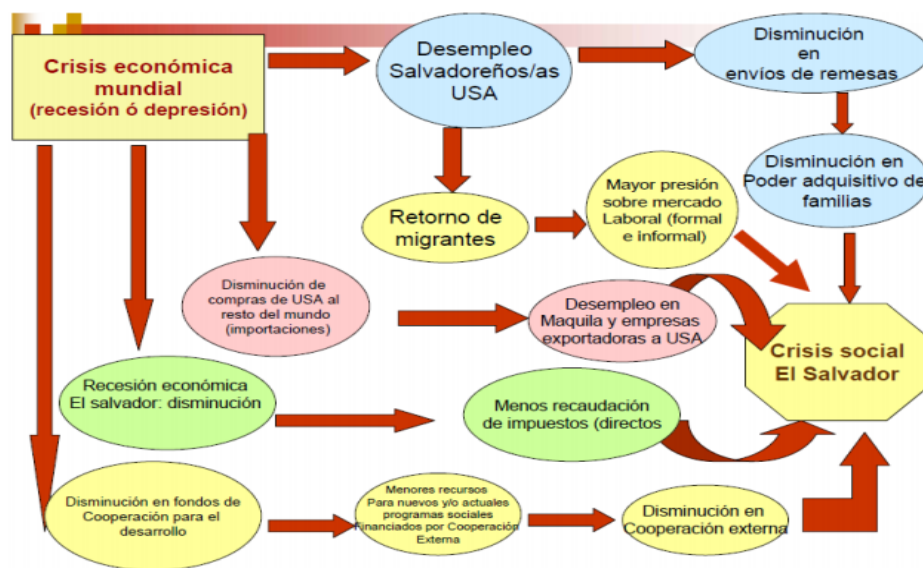 Crisis económica
mundial
(recesión ó depresión)
Desempleo
Salvadoreños/as
USA
Disminución
en
envíos de remesas
Disminución en
Poder adquisitivo de
familias
Mayor presión
sobre mercado
Laboral (formal
e informal)
Retorno de
migrantes
Disminución de
compras de USA al
resto del mundo
(importaciones)
Desempleo en
Maquila y empresas
exportadoras a USA
Crisis social
El Salvador
Recesión económica
El salvador: disminución
Menos recaudación
de impuestos (directos
Disminución en fondos de
Cooperación para el
desarrollo
Menores recursos
Para nuevos y/o actuales
programas sociales
Financiados por Cooperación
Externa
Disminución en
Cooperación externa